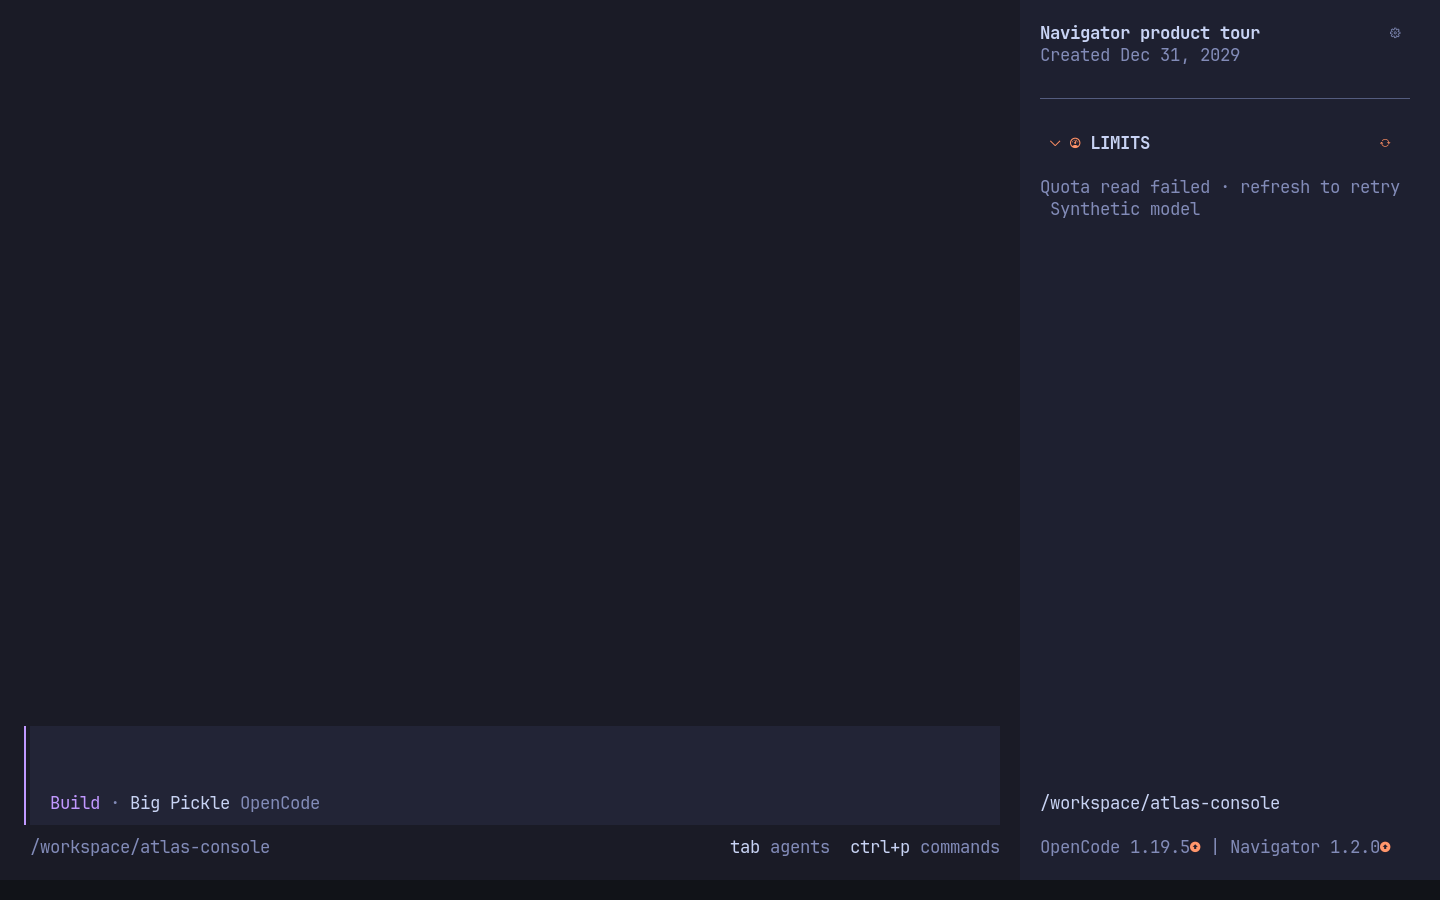 Navigator product tour
Created Dec 31, 2029
LIMITS
Quota read failed · refresh to retry
Synthetic model
Build · Big Pickle OpenCode
/workspace/atlas-console
tab agents ctrl+p commands
/workspace/atlas-console
OpenCode 1.19.5 | Navigator 1.2.0